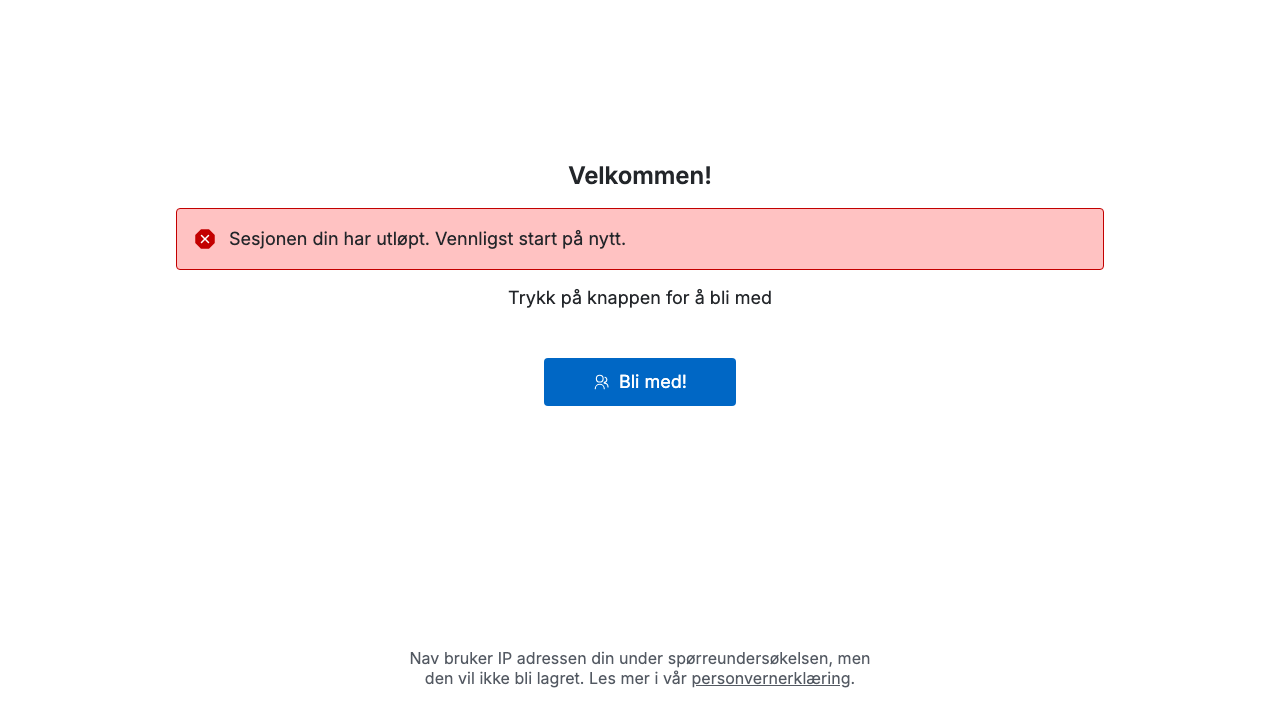 Velkommen!
Sesjonen din har utløpt. Vennligst start på nytt.
Trykk på knappen for å bli med
Bli med!
Nav bruker IP adressen din under spørreundersøkelsen, men
den vil ikke bli lagret. Les mer i vår personvernerklæring.